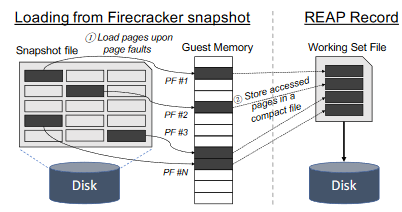 Loading from Firecracker snapshot
REAP Record
Snapshot file
① Load pages upon
page faults
Guest Memory
Working Set File
PF #1
PF #2
PF #3
PF #N
② Store accessed
pages in a
compact file
Disk
Disk